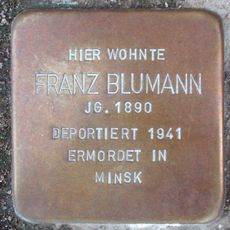 HIER WOHNTE
FRANZ BLUMANN
JG. 1890
DEPORTIERT 1941
ERMORDET IN
MINSK